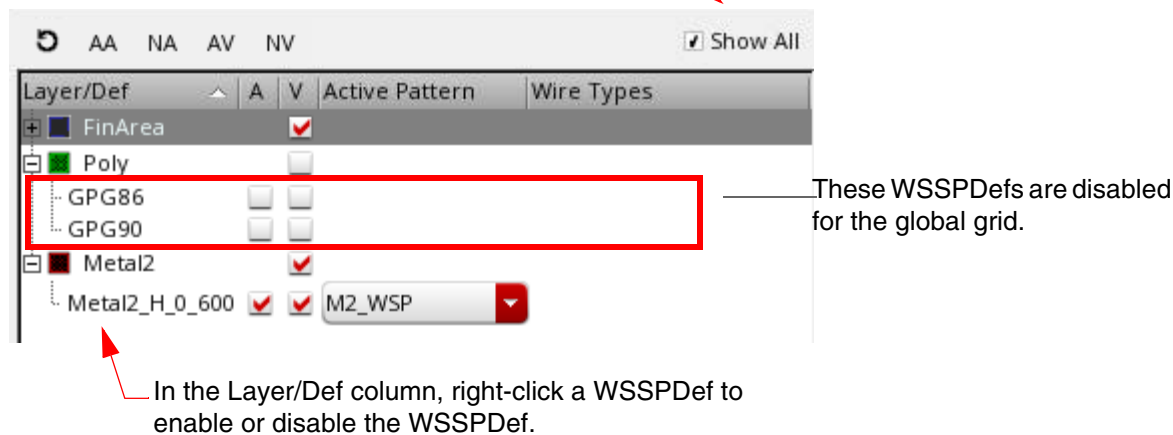 AA NA AV NV Show All
Layer/Def A V Active Pattern Wire Types
FinArea
Poly
GPG86
GPG90
These WSSPDefs are disabled
for the global grid.
Metal2
Metal2_H_0_600 M2_WSP
In the Layer/Def column, right-click a WSSPDef to
enable or disable the WSSPDef.